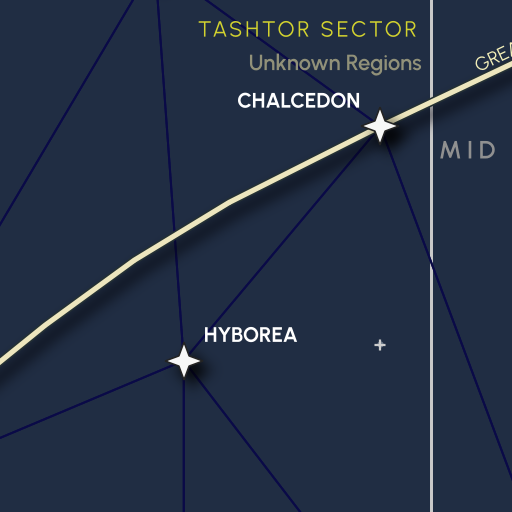 TASHTOR SECTOR
Unknown Regions
CHALCEDON
MID
HYBOREA